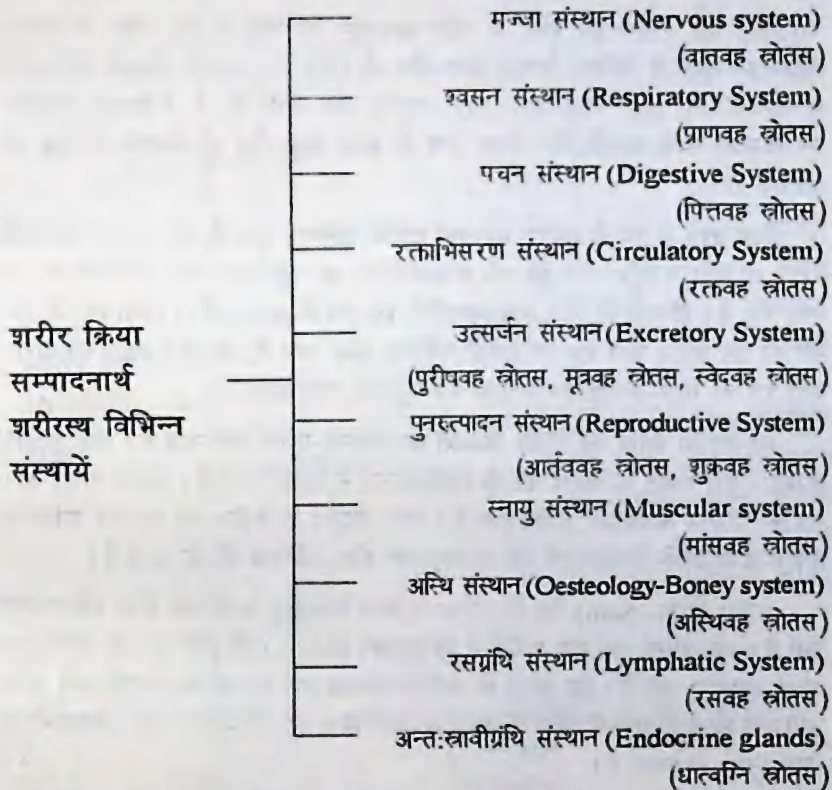 मज्जा संस्थान (Nervous system)
(वातवह स्रोतस)
श्वसन संस्थान (Respiratory System)
(प्राणवह स्रोतस)
पचन संस्थान (Digestive System)
(पित्तवह स्रोतस)
रक्ताभिसरण संस्थान (Circulatory System)
(रक्तवह स्रोतस)
शरीर क्रिया
सम्पादनार्थ
शरीरस्थ विभिन्न
संस्थायें
उत्सर्जन संस्थान (Excretory System)
(पुरीषवह स्रोतस, मूत्रवह स्रोतस, स्वेदवह स्रोतस)
पुनरुत्पादन संस्थान (Reproductive System)
(आर्तववह स्रोतस, शुक्रवह स्रोतस)
स्नायु संस्थान (Muscular system)
(मांसवह स्रोतस)
अस्थि संस्थान (Oesteology-Boney system)
(अस्थिवह स्रोतस)
रसग्रंथि संस्थान (Lymphatic System)
(रसवह स्रोतस)
अन्त:स्रावीग्रंथि संस्थान (Endocrine glands)
(धात्वग्नि स्रोतस)